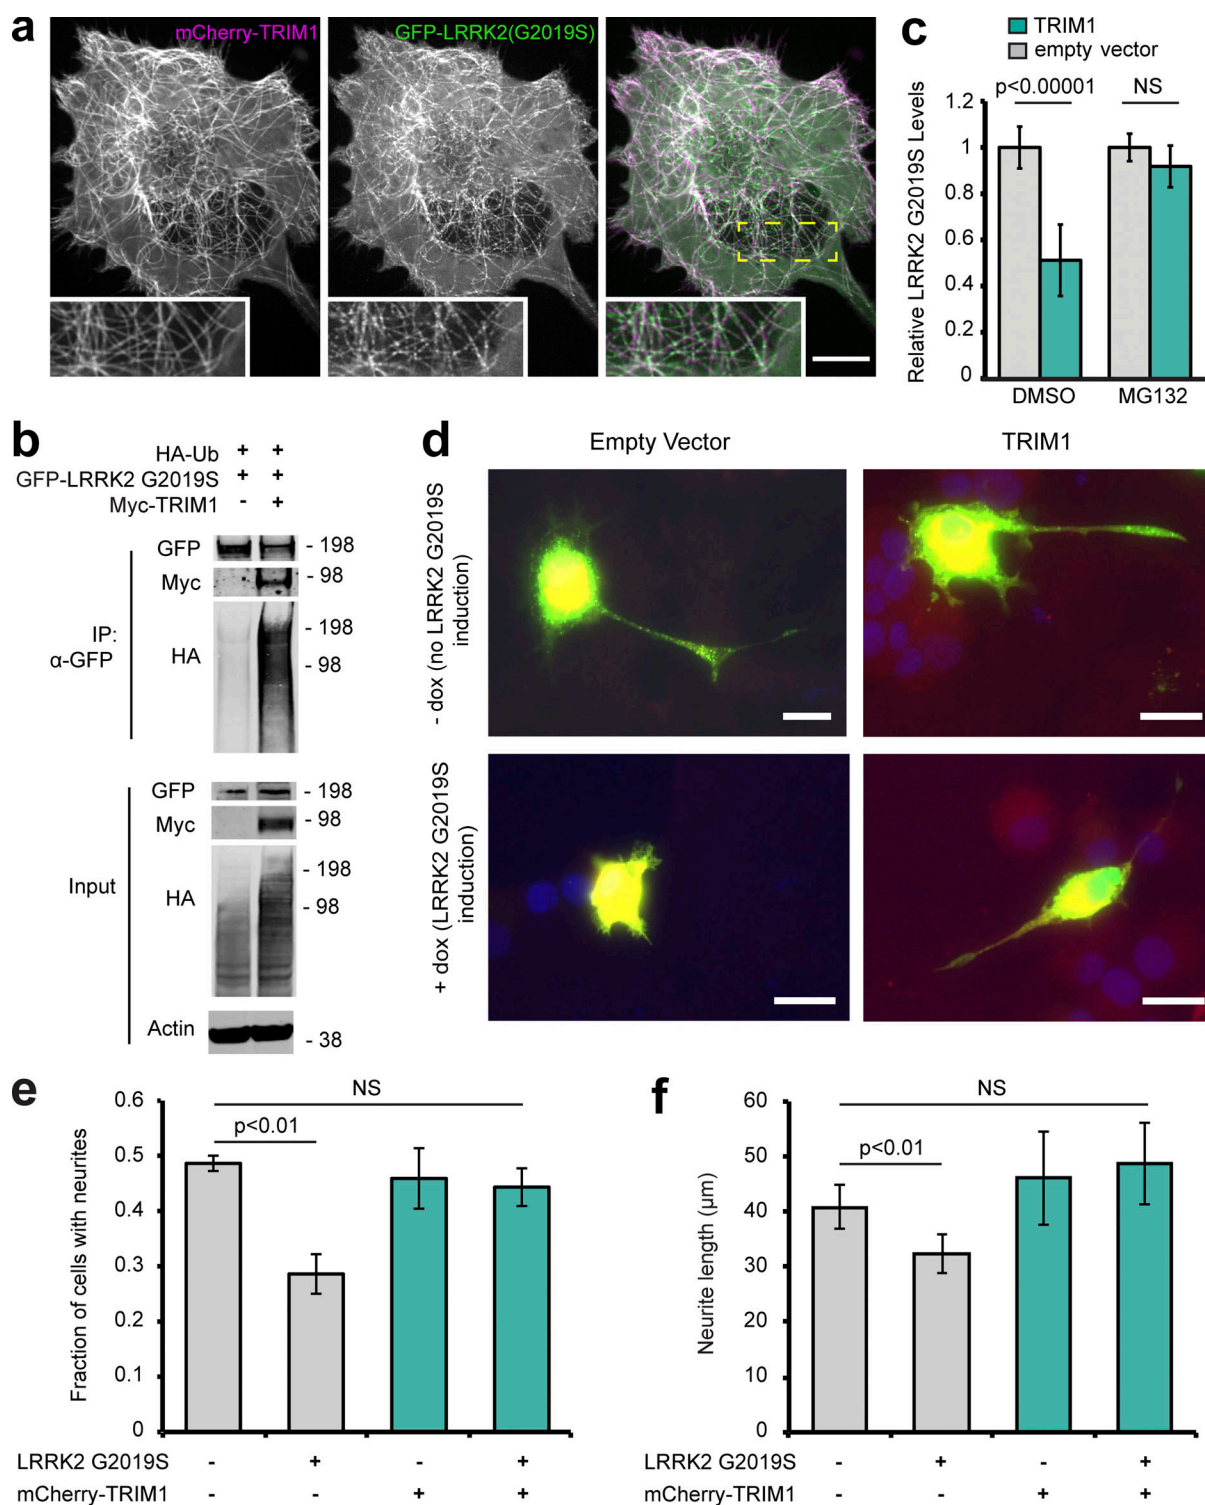 a
mCherry-TRIM1
GFP-LRRK2(G2019S)
c
TRIM1
empty vector
p<0.00001
NS
Relative LRRK2 G2019S Levels
1.2
1
0.8
0.6
0.4
0.2
0
DMSO
MG132
b
HA-Ub + +
GFP-LRRK2 G2019S + +
Myc-TRIM1 - +
IP:
α-GFP
GFP
- 198
Myc
- 98
HA
- 198
- 98
Input
GFP
- 198
Myc
- 98
HA
- 198
- 98
Actin
- 38
d
Empty Vector
TRIM1
- dox (no LRRK2 G2019S
induction)
+ dox (LRRK2 G2019S
induction)
e
NS
p<0.01
Fraction of cells with neurites
0.6
0.5
0.4
0.3
0.2
0.1
0
LRRK2 G2019S - + - +
mCherry-TRIM1 - - + +
f
NS
p<0.01
Neurite length (µm)
60
50
40
30
20
10
0
LRRK2 G2019S - + - +
mCherry-TRIM1 - - + +